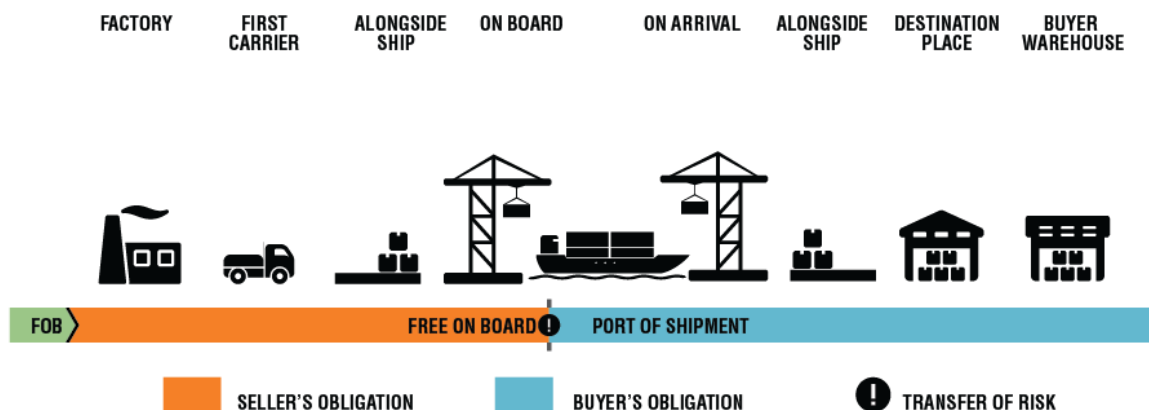 FACTORY
FIRST
CARRIER
ALONGSIDE
SHIP
ON BOARD
ON ARRIVAL
ALONGSIDE
SHIP
DESTINATION
PLACE
BUYER
WAREHOUSE
FOB
FREE ON BOARD
!
PORT OF SHIPMENT
SELLER'S OBLIGATION
BUYER'S OBLIGATION
!
TRANSFER OF RISK